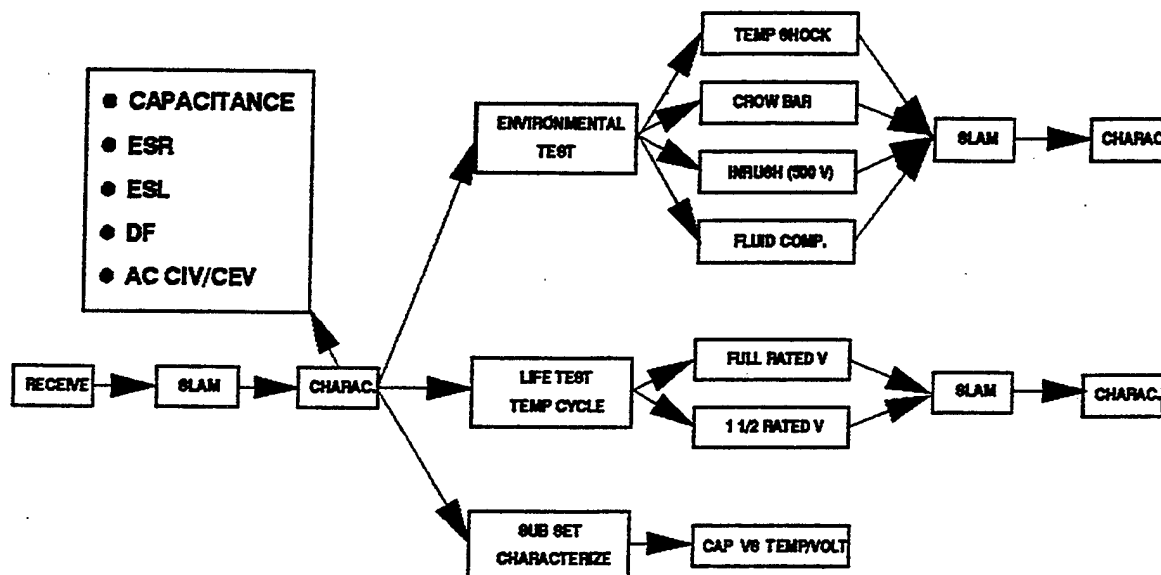 ● CAPACITANCE
● ESR
● ESL
● DF
● AC CIV/CEV
RECEIVE
SLAM
CHARAC.
ENVIRONMENTAL
TEST
TEMP SHOCK
CROW BAR
INRUSH (500 V)
FLUID COMP.
SLAM
CHARAC.
LIFE TEST
TEMP CYCLE
FULL RATED V
1 1/2 RATED V
SLAM
CHARAC.
SUB SET
CHARACTERIZE
CAP VS TEMP/VOLT